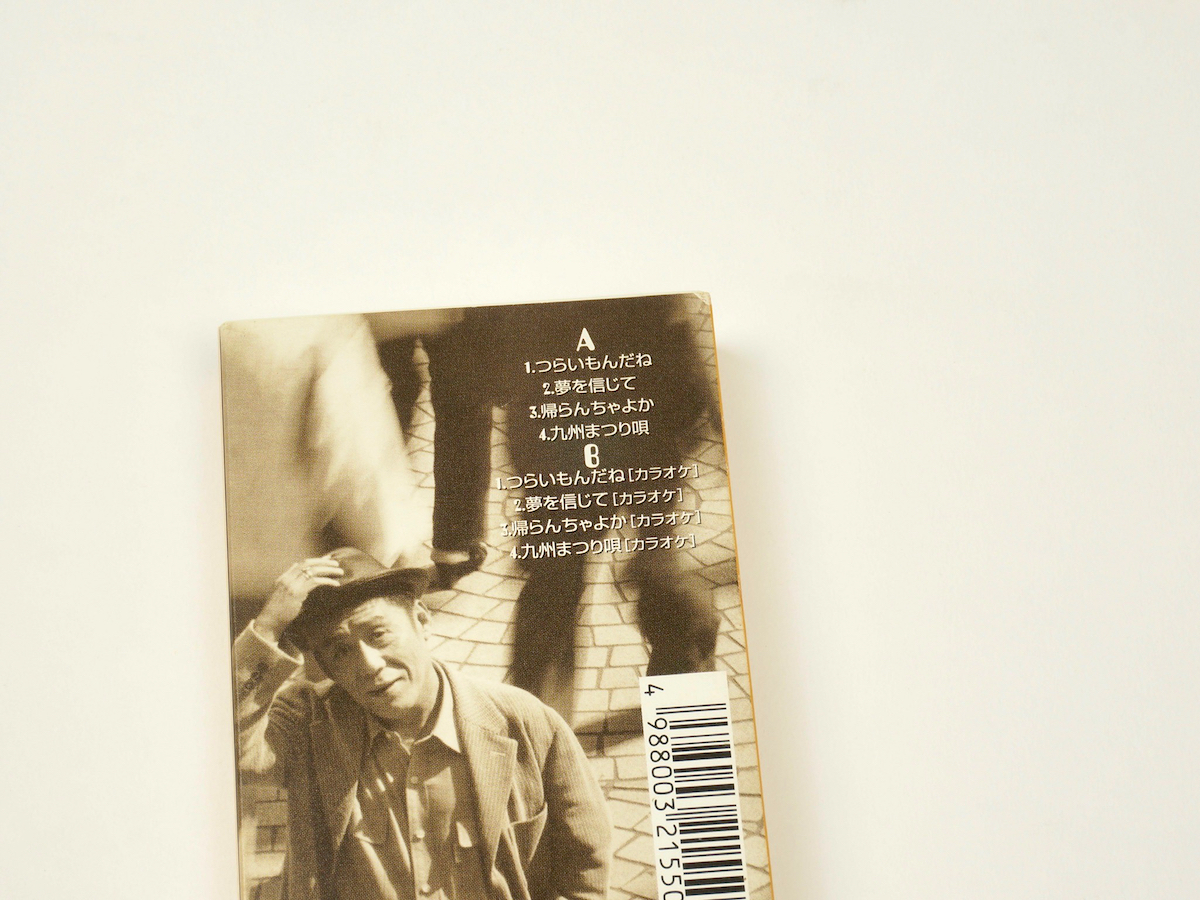 A
1.つらいもんだね
2.夢を信じて
3.帰らんちゃよか
4.九州まつり唄
B
1.つらいもんだね[カラオケ]
2.夢を信じて[カラオケ]
3.帰らんちゃよか[カラオケ]
4.九州まつり唄[カラオケ]
4 988003 21550